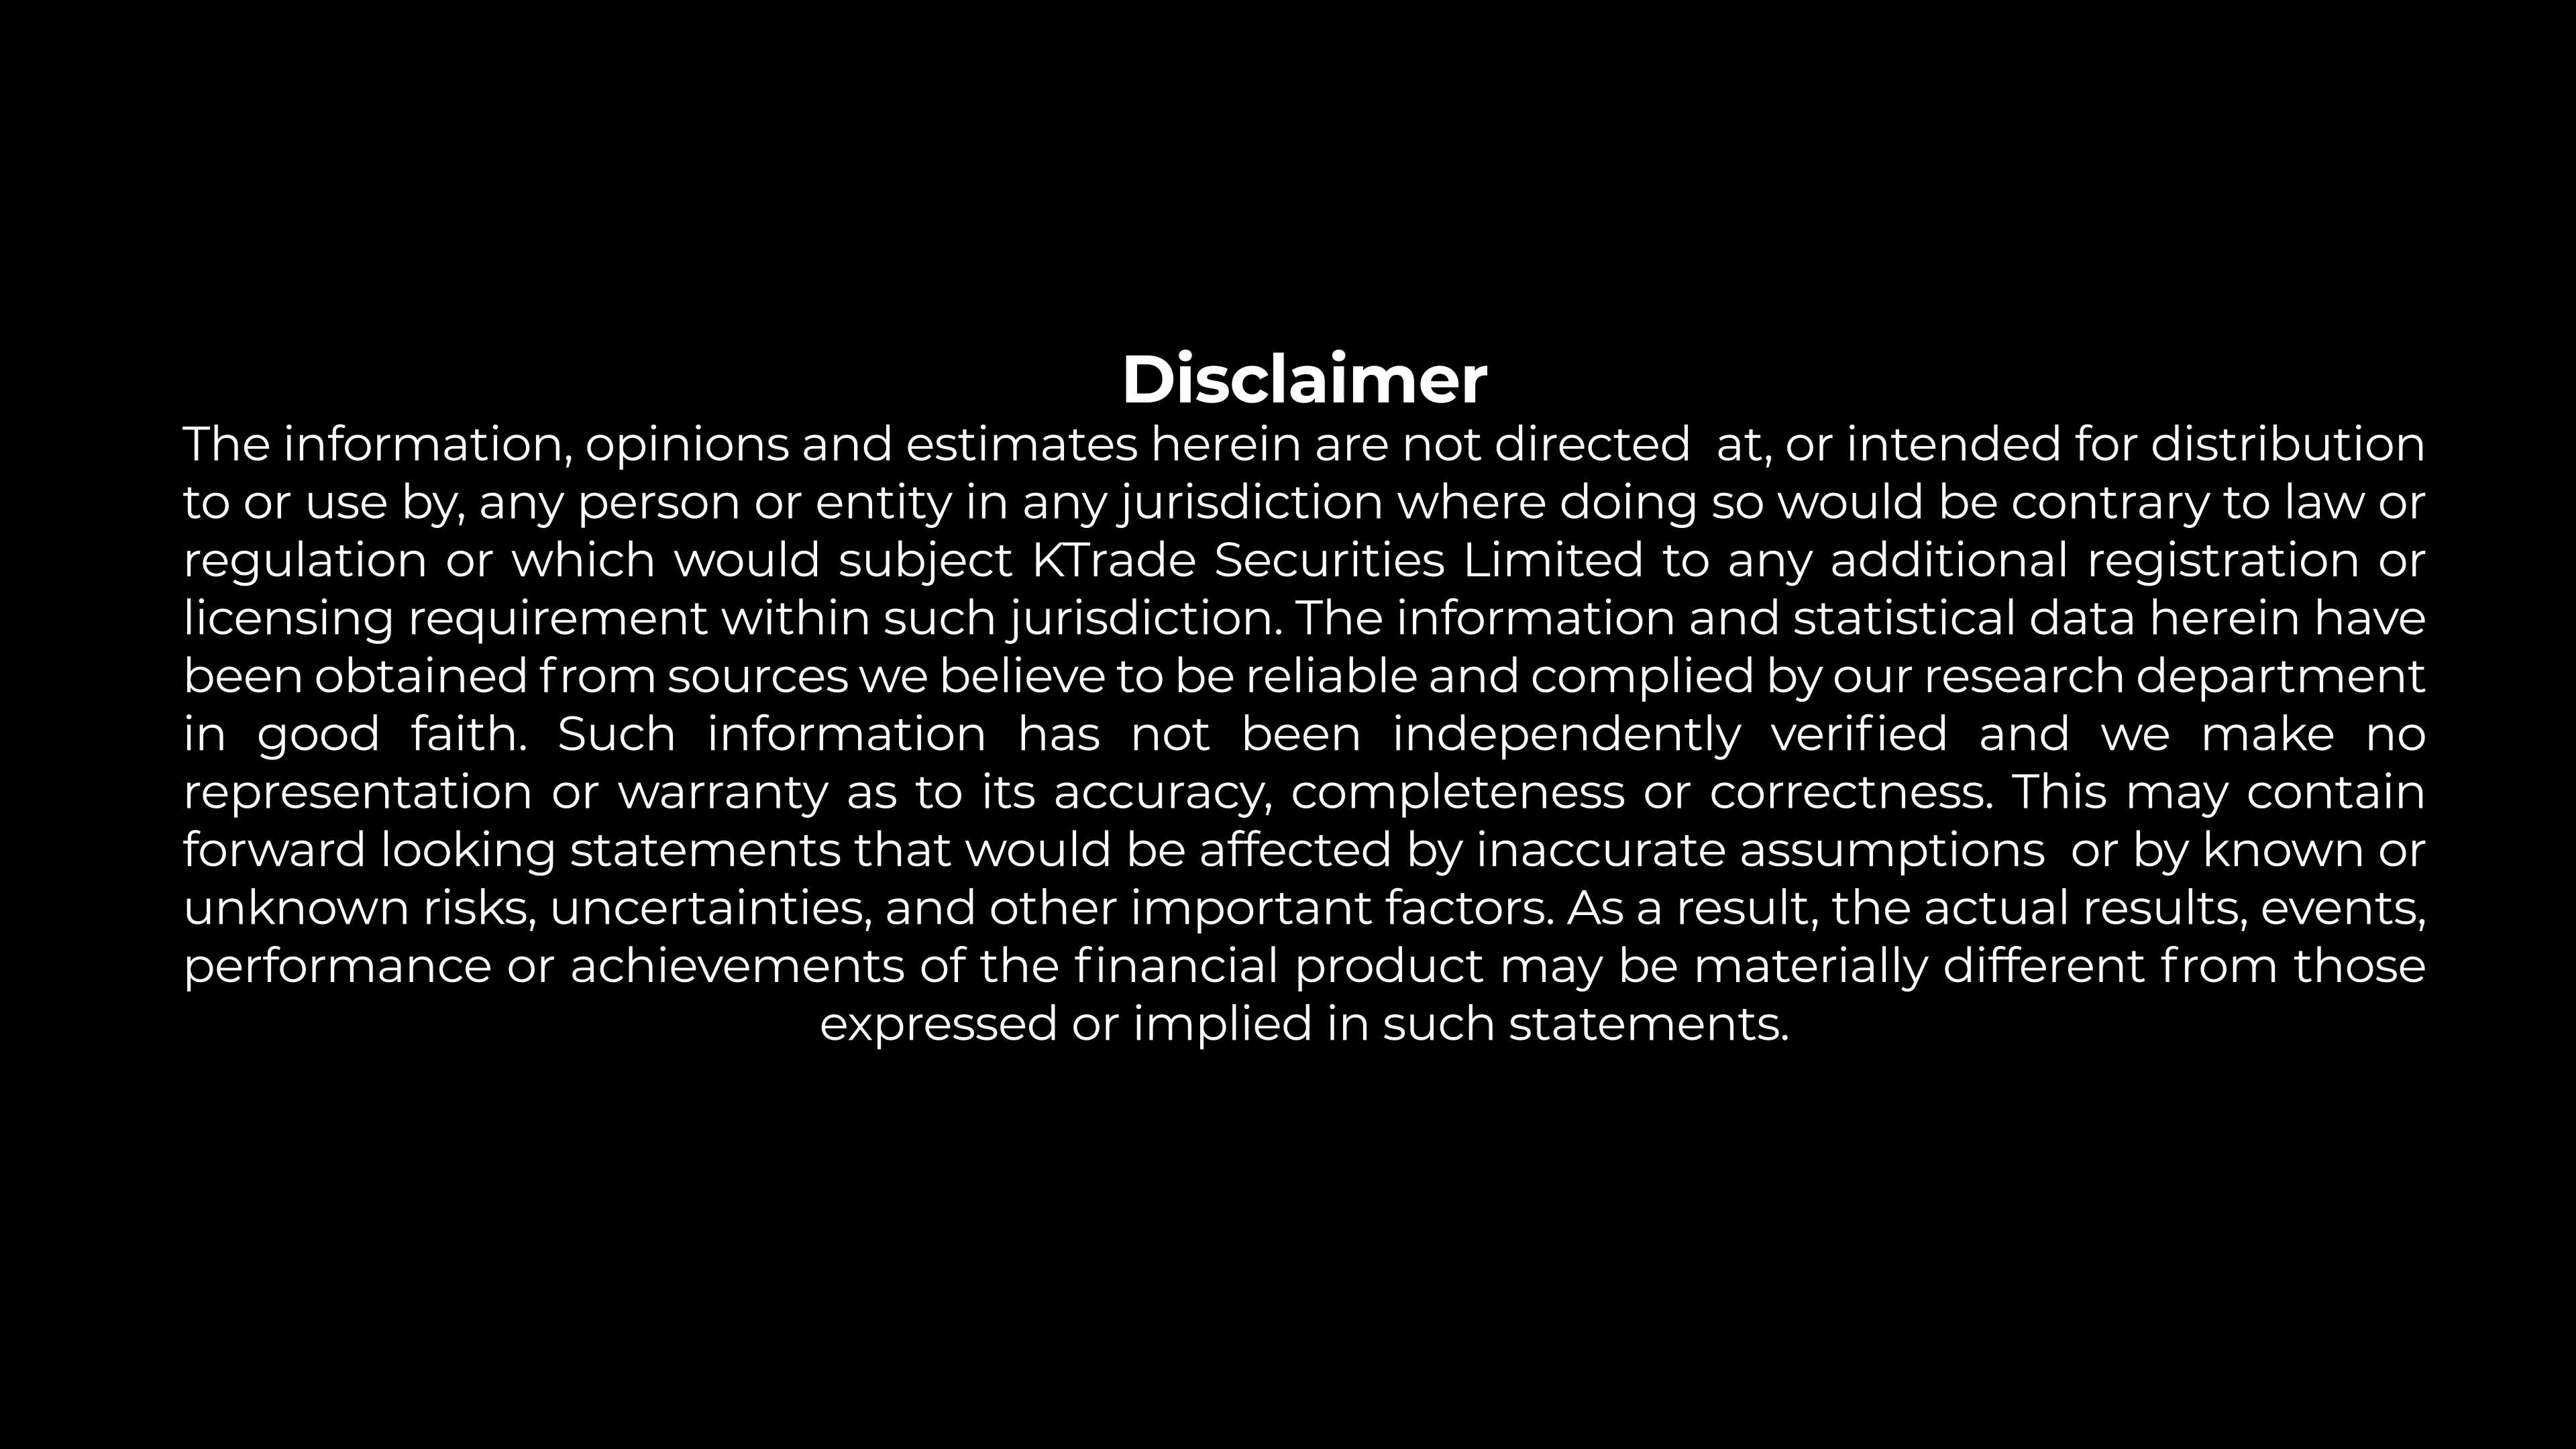 Disclaimer
The information, opinions and estimates herein are not directed  at, or intended for distribution
to or use by, any person or entity in any jurisdiction where doing so would be contrary to law or
regulation or which would subject KTrade Securities Limited to any additional registration or
licensing requirement within such jurisdiction. The information and statistical data herein have
been obtained from sources we believe to be reliable and complied by our research department
in good faith. Such information has not been independently verified and we make no
representation or warranty as to its accuracy, completeness or correctness. This may contain
forward looking statements that would be affected by inaccurate assumptions  or by known or
unknown risks, uncertainties, and other important factors. As a result, the actual results, events,
performance or achievements of the financial product may be materially different from those
expressed or implied in such statements.